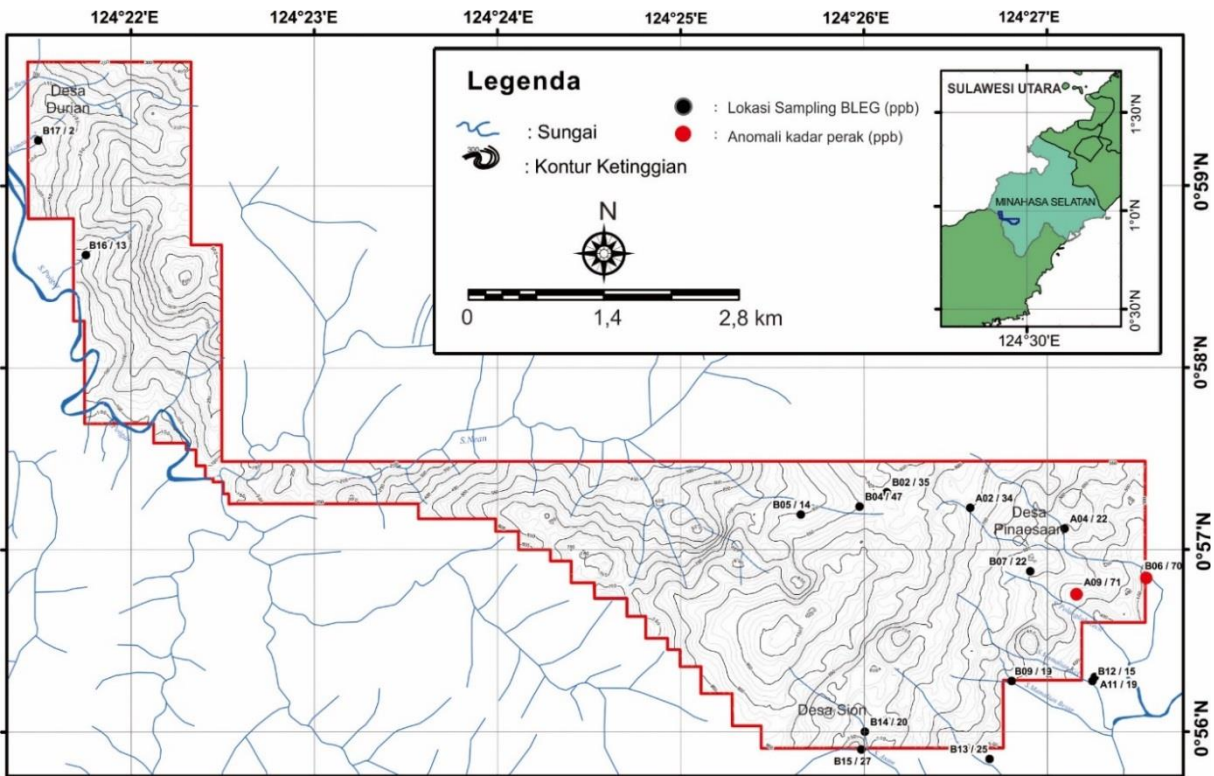 124°22'E
124°23'E
124°24'E
124°25'E
124°26'E
124°27'E
Legenda
: Sungai
300
: Kontur Ketinggian
: Lokasi Sampling BLEG (ppb)
: Anomali kadar perak (ppb)
N
0
1,4
2,8 km
SULAWESI UTARA
MINAHASA SELATAN
1°30'N
1°0'N
0°30'N
124°30'E
0°59'N
0°58'N
0°57'N
0°56'N
Desa
Durian
B17 / 2
B16 / 13
S.Nean
B05 / 14
B04 / 47
B02 / 35
A02 / 34
Desa
Pinaesaan
A04 / 22
B07 / 22
A09 / 71
B06 / 70
B09 / 19
B12 / 15
A11 / 19
Desa Sion
B14 / 20
B15 / 27
B13 / 25